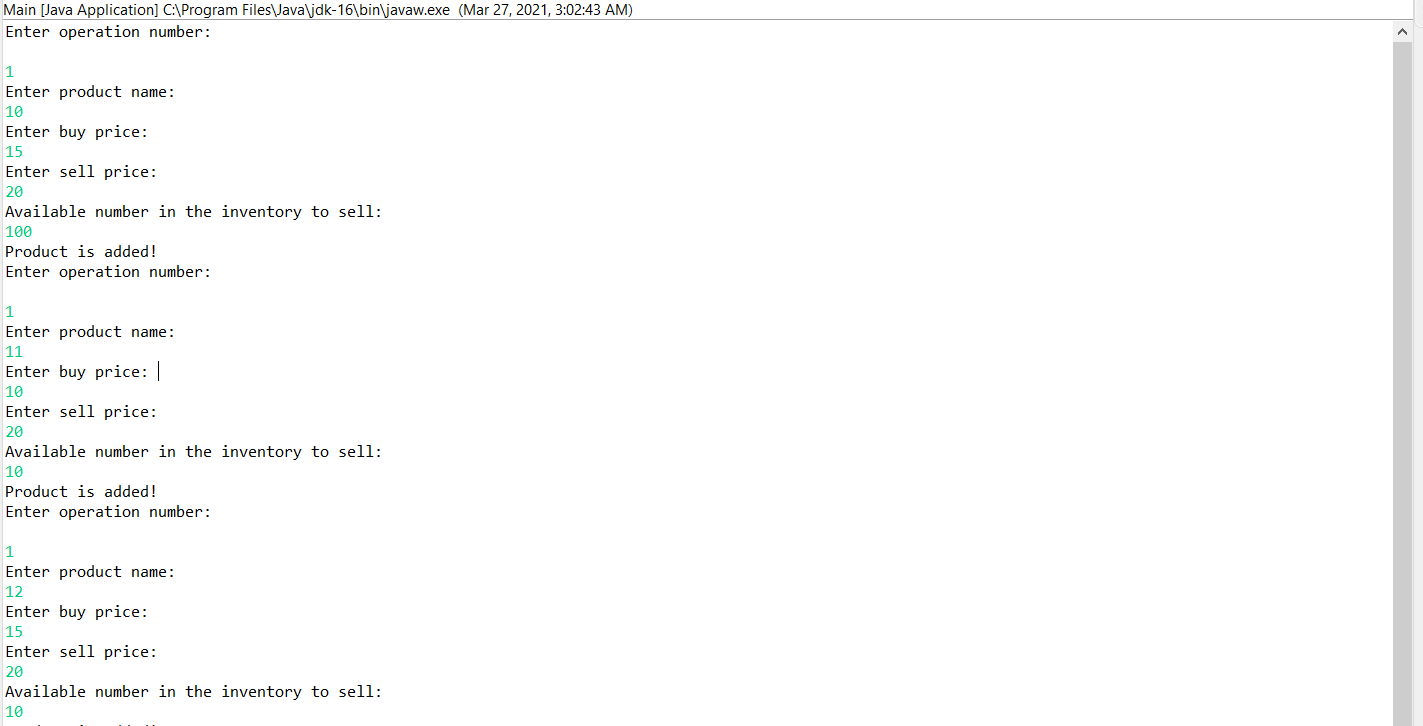 Main [Java Application] C:\Program Files\Java\jdk-16\bin\javaw.exe  (Mar 27, 2021, 3:02:43 AM)
Enter operation number:
1
Enter product name:
10
Enter buy price:
15
Enter sell price:
20
Available number in the inventory to sell:
100
Product is added!
Enter operation number:
1
Enter product name:
11
Enter buy price:
10
Enter sell price:
20
Available number in the inventory to sell:
10
Product is added!
Enter operation number:
1
Enter product name:
12
Enter buy price:
15
Enter sell price:
20
Available number in the inventory to sell:
10